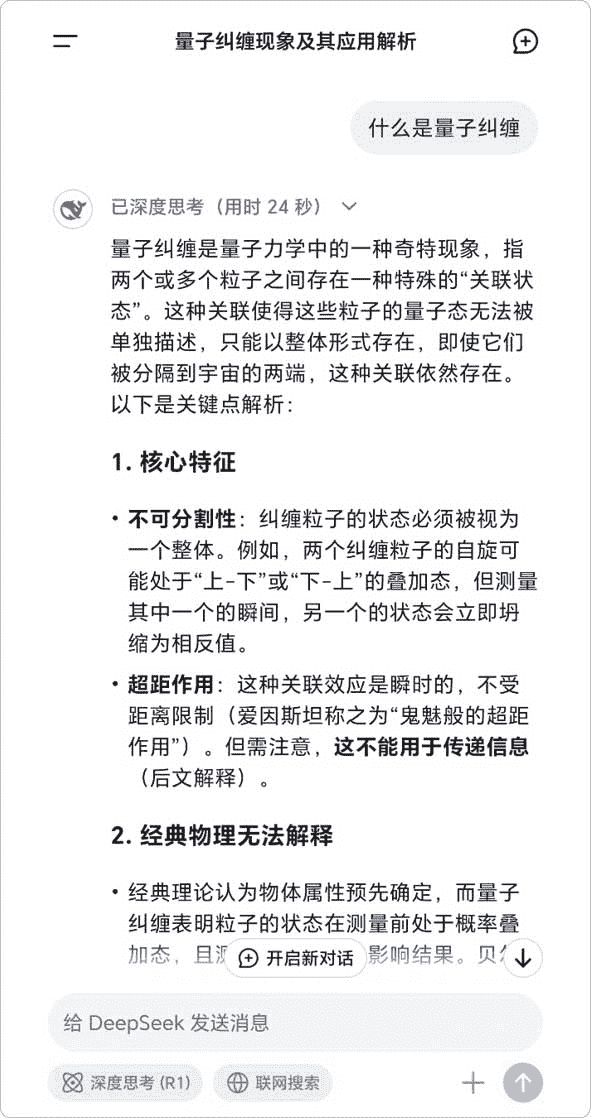 量子纠缠现象及其应用解析
什么是量子纠缠
已深度思考（用时 24 秒）
量子纠缠是量子力学中的一种奇特现象，指
两个或多个粒子之间存在一种特殊的“关联状
态”。这种关联使得这些粒子的量子态无法被
单独描述，只能以整体形式存在，即使它们
被分隔到宇宙的两端，这种关联依然存在。
以下是关键点解析：
1. 核心特征
• 不可分割性：纠缠粒子的状态必须被视为
一个整体。例如，两个纠缠粒子的自旋可
能处于“上-下”或“下-上”的叠加态，但测量
其中一个的瞬间，另一个的状态会立即坍
缩为相反值。
• 超距作用：这种关联效应是瞬时的，不受
距离限制（爱因斯坦称之为“鬼魅般的超距
作用”）。但需注意，这不能用于传递信息
（后文解释）。
2. 经典物理无法解释
• 经典理论认为物体属性预先确定，而量子
纠缠表明粒子的状态在测量前处于概率叠
加态，且 影响结果。贝
开启新对话
给 DeepSeek 发送消息
深度思考 (R1)
联网搜索